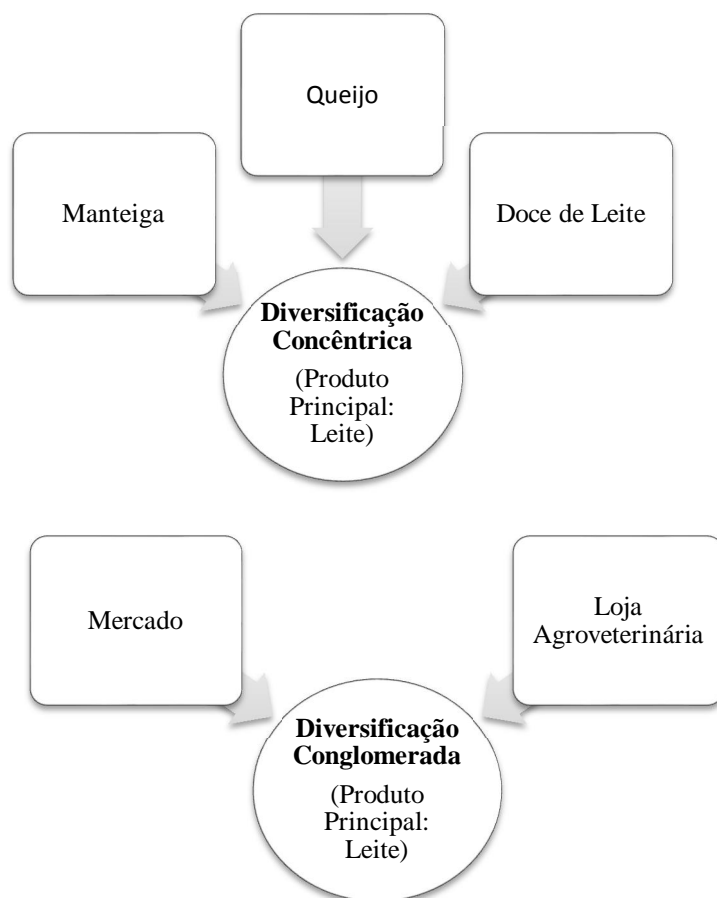 Queijo
Manteiga
Doce de Leite
Diversificação
Concêntrica
(Produto
Principal:
Leite)
Mercado
Loja
Agroveterinária
Diversificação
Conglomerada
(Produto
Principal:
Leite)